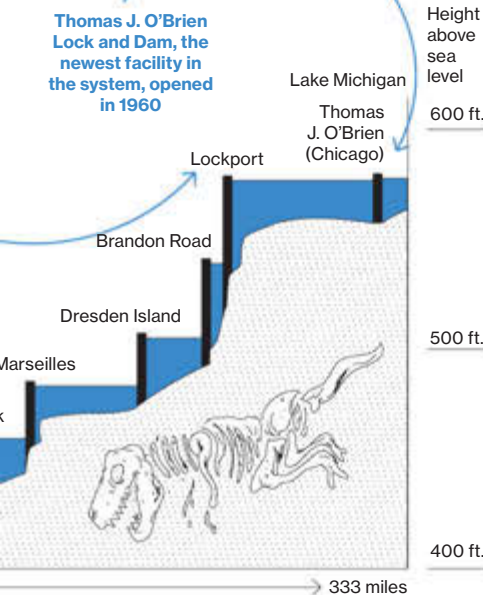 Thomas J. O’Brien
Lock and Dam, the
newest facility in
the system, opened
in 1960
Height
above
sea
level
Lake Michigan
600 ft.
Thomas
J. O’Brien
(Chicago)
Lockport
Brandon Road
Dresden Island
500 ft.
Marseilles
k
400 ft.
333 miles